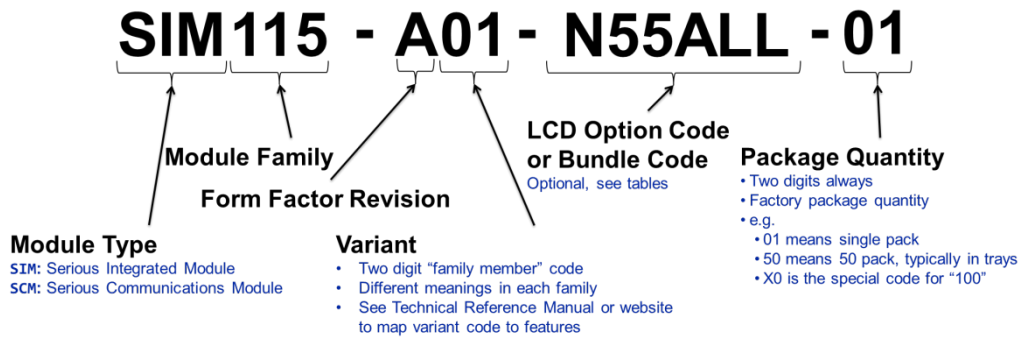 SIM115 - A01 - N55ALL - 01
Module Family
Form Factor Revision
Module Type
SIM: Serious Integrated Module
SCM: Serious Communications Module
Variant
• Two digit “family member” code
• Different meanings in each family
• See Technical Reference Manual or website
to map variant code to features
LCD Option Code
or Bundle Code
Optional, see tables
Package Quantity
• Two digits always
• Factory package quantity
• e.g.
• 01 means single pack
• 50 means 50 pack, typically in trays
• X0 is the special code for “100”